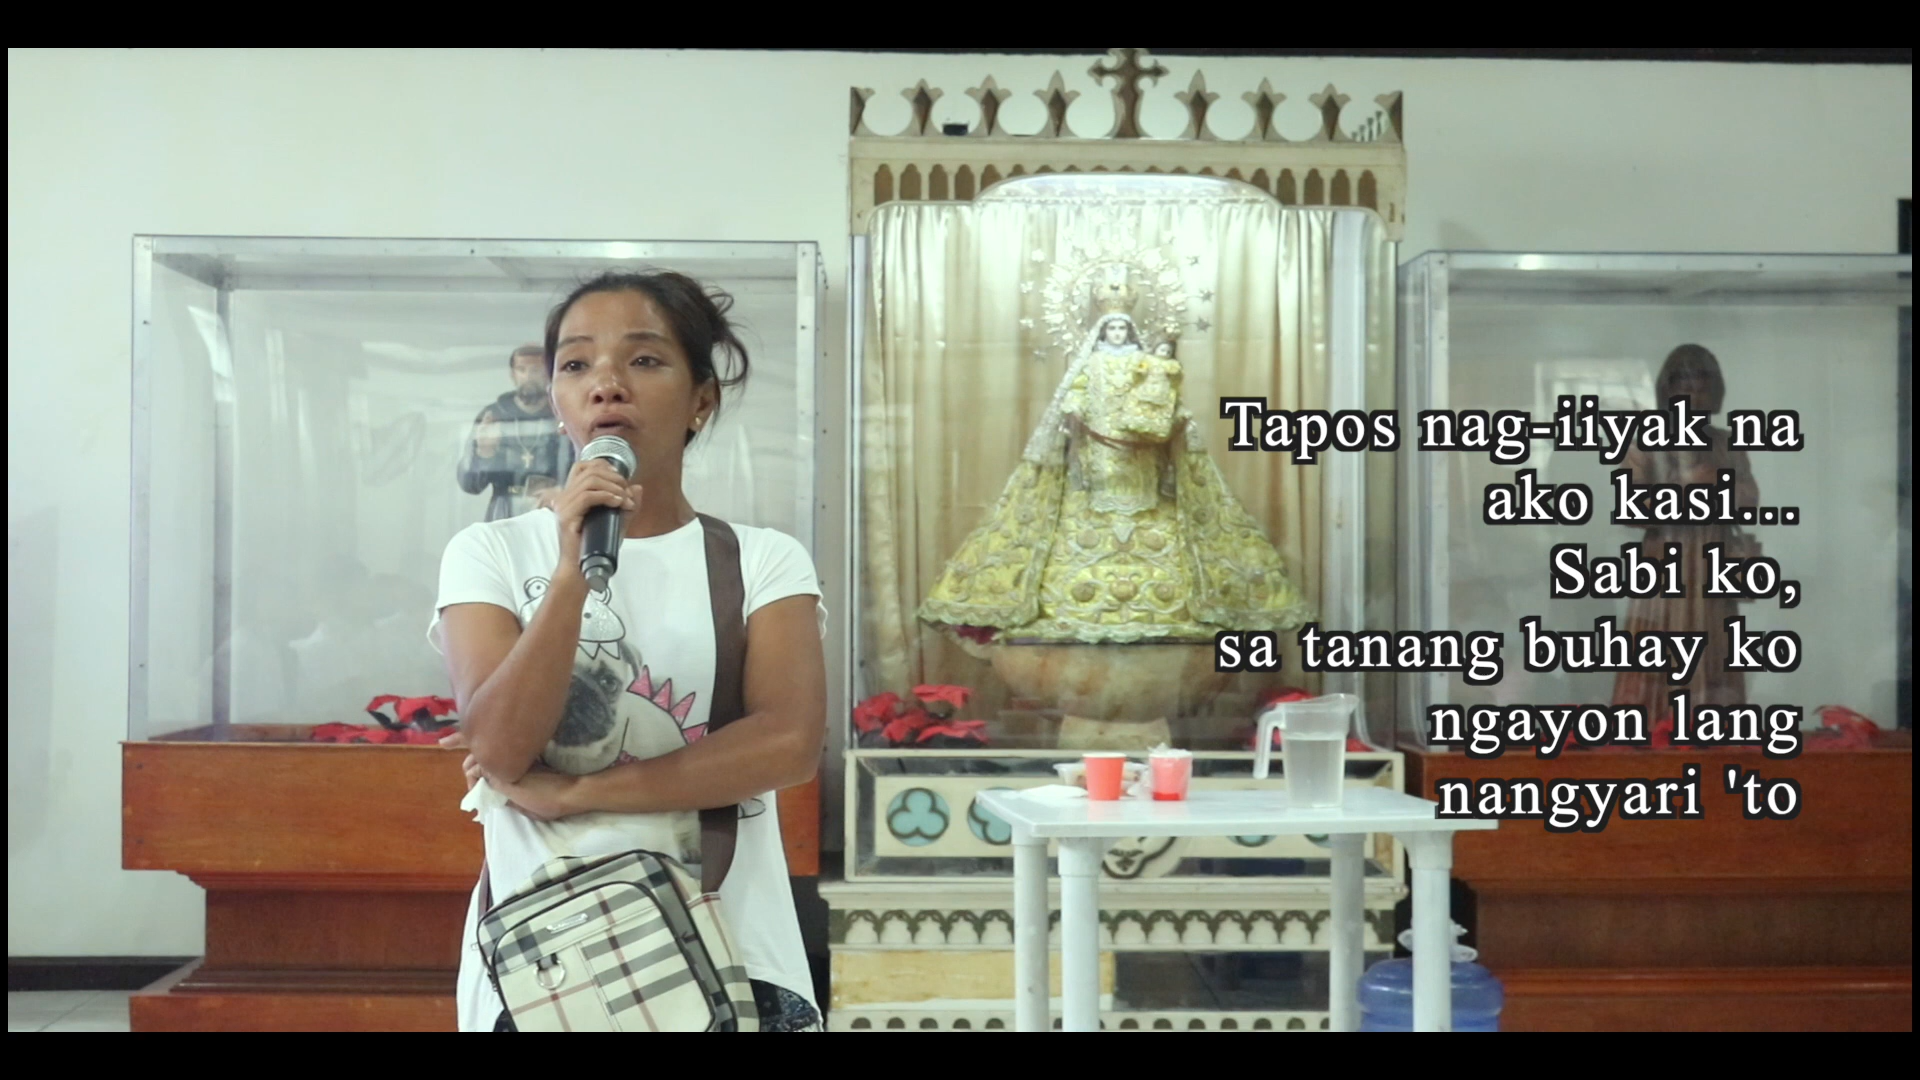 Tapos nag-iiyak na
ako kasi...
Sabi ko,
sa tanang buhay ko
ngayon lang
nangyari 'to